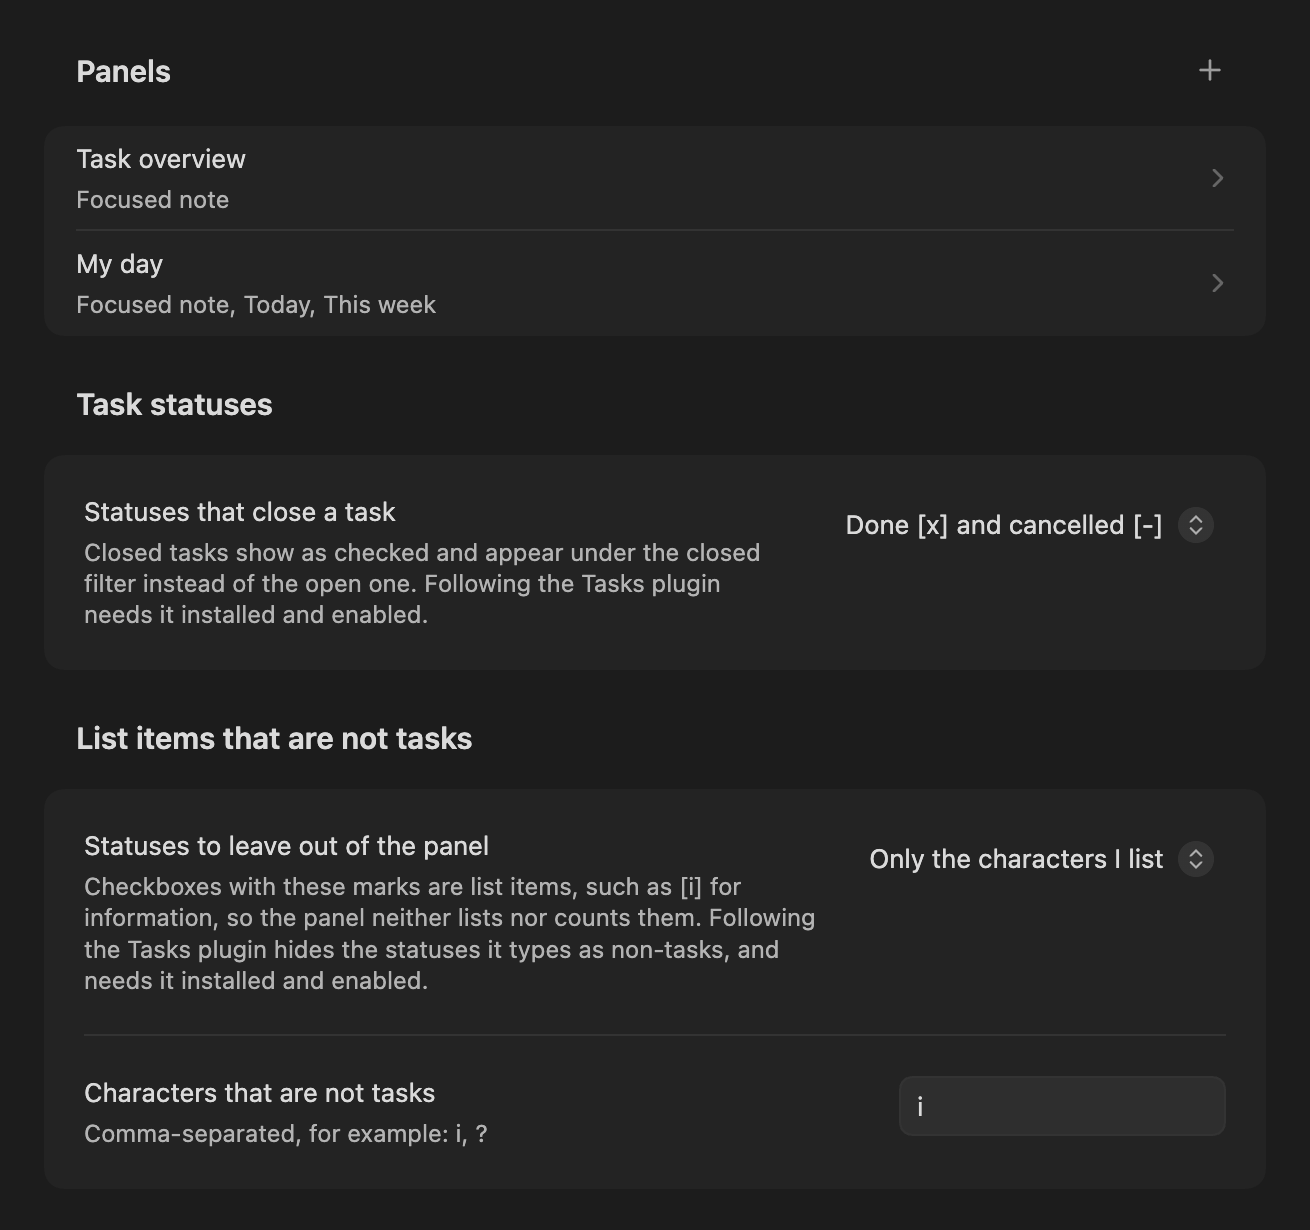 Panels
Task overview
Focused note
My day
Focused note, Today, This week
Task statuses
Statuses that close a task
Done [x] and cancelled [-]
Closed tasks show as checked and appear under the closed
filter instead of the open one. Following the Tasks plugin
needs it installed and enabled.
List items that are not tasks
Statuses to leave out of the panel
Only the characters I list
Checkboxes with these marks are list items, such as [i] for
information, so the panel neither lists nor counts them. Following
the Tasks plugin hides the statuses it types as non-tasks, and
needs it installed and enabled.
Characters that are not tasks
i
Comma-separated, for example: i, ?